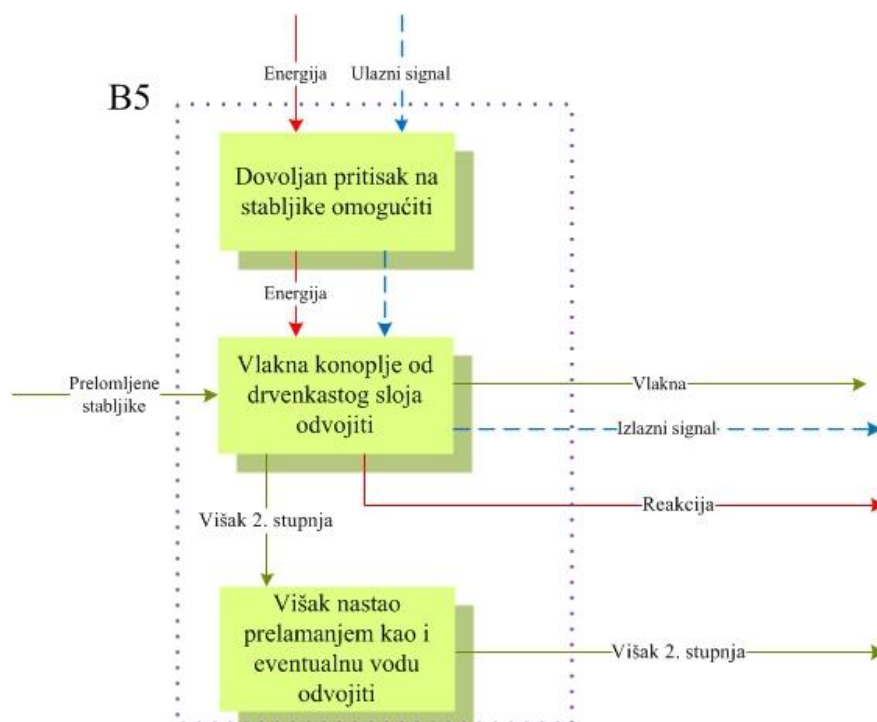 Energija
Ulazni signal
B5
Dovoljan pritisak na
stabljike omogućiti
Energija
Prelomljene
stabljike
Vlakna konoplje od
drvenkastog sloja
odvojiti
Vlakna
Izlazni signal
Reakcija
Višak 2. stupnja
Višak nastao
prelamanjem kao i
eventualnu vodu
odvojiti
Višak 2. stupnja